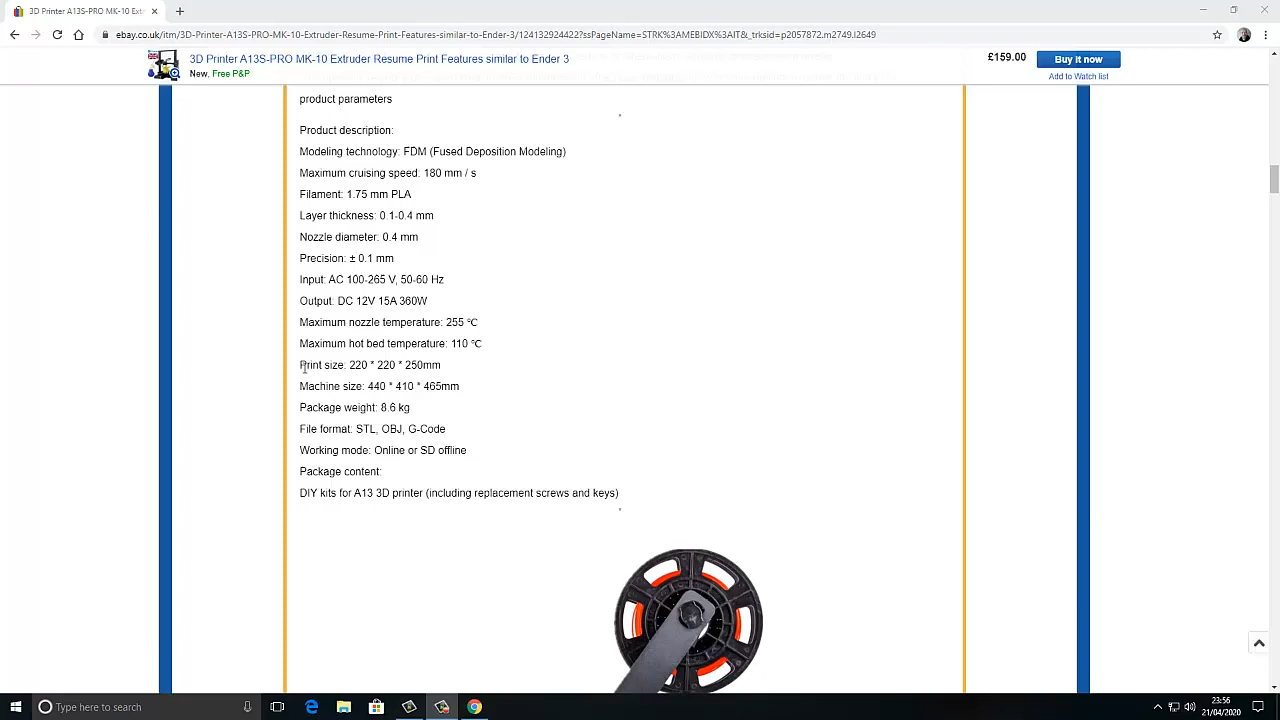 3D Printer A13S-PRO MK-10 Extr
ebay.co.uk/itm/3D-Printer-A13S-PRO-MK-10-Extruder-Resume-Print-Features-similar-to-Ender-3/124132924422?ssPageName=STRK%3AMEBIDX%3AIT&_trksid=p2057872.m2749.l2649
3D Printer A13S-PRO MK-10 Extruder Resume Print Features similar to Ender 3
New, Free P&P
£159.00
Buy it now
Add to Watch list
product parameters
Product description:
Modeling technology: FDM (Fused Deposition Modeling)
Maximum cruising speed: 180 mm / s
Filament: 1.75 mm PLA
Layer thickness: 0.1-0.4 mm
Nozzle diameter: 0.4 mm
Precision: ± 0.1 mm
Input: AC 100-265 V, 50-60 Hz
Output: DC 12V 15A 360W
Maximum nozzle temperature: 255 ℃
Maximum hot bed temperature: 110 ℃
Print size: 220 * 220 * 250mm
Machine size: 440 * 410 * 465mm
Package weight: 8.6 kg
File format: STL, OBJ, G-Code
Working mode: Online or SD offline
Package content:
DIY kits for A13 3D printer (including replacement screws and keys)
Type here to search
23:56
21/04/2020